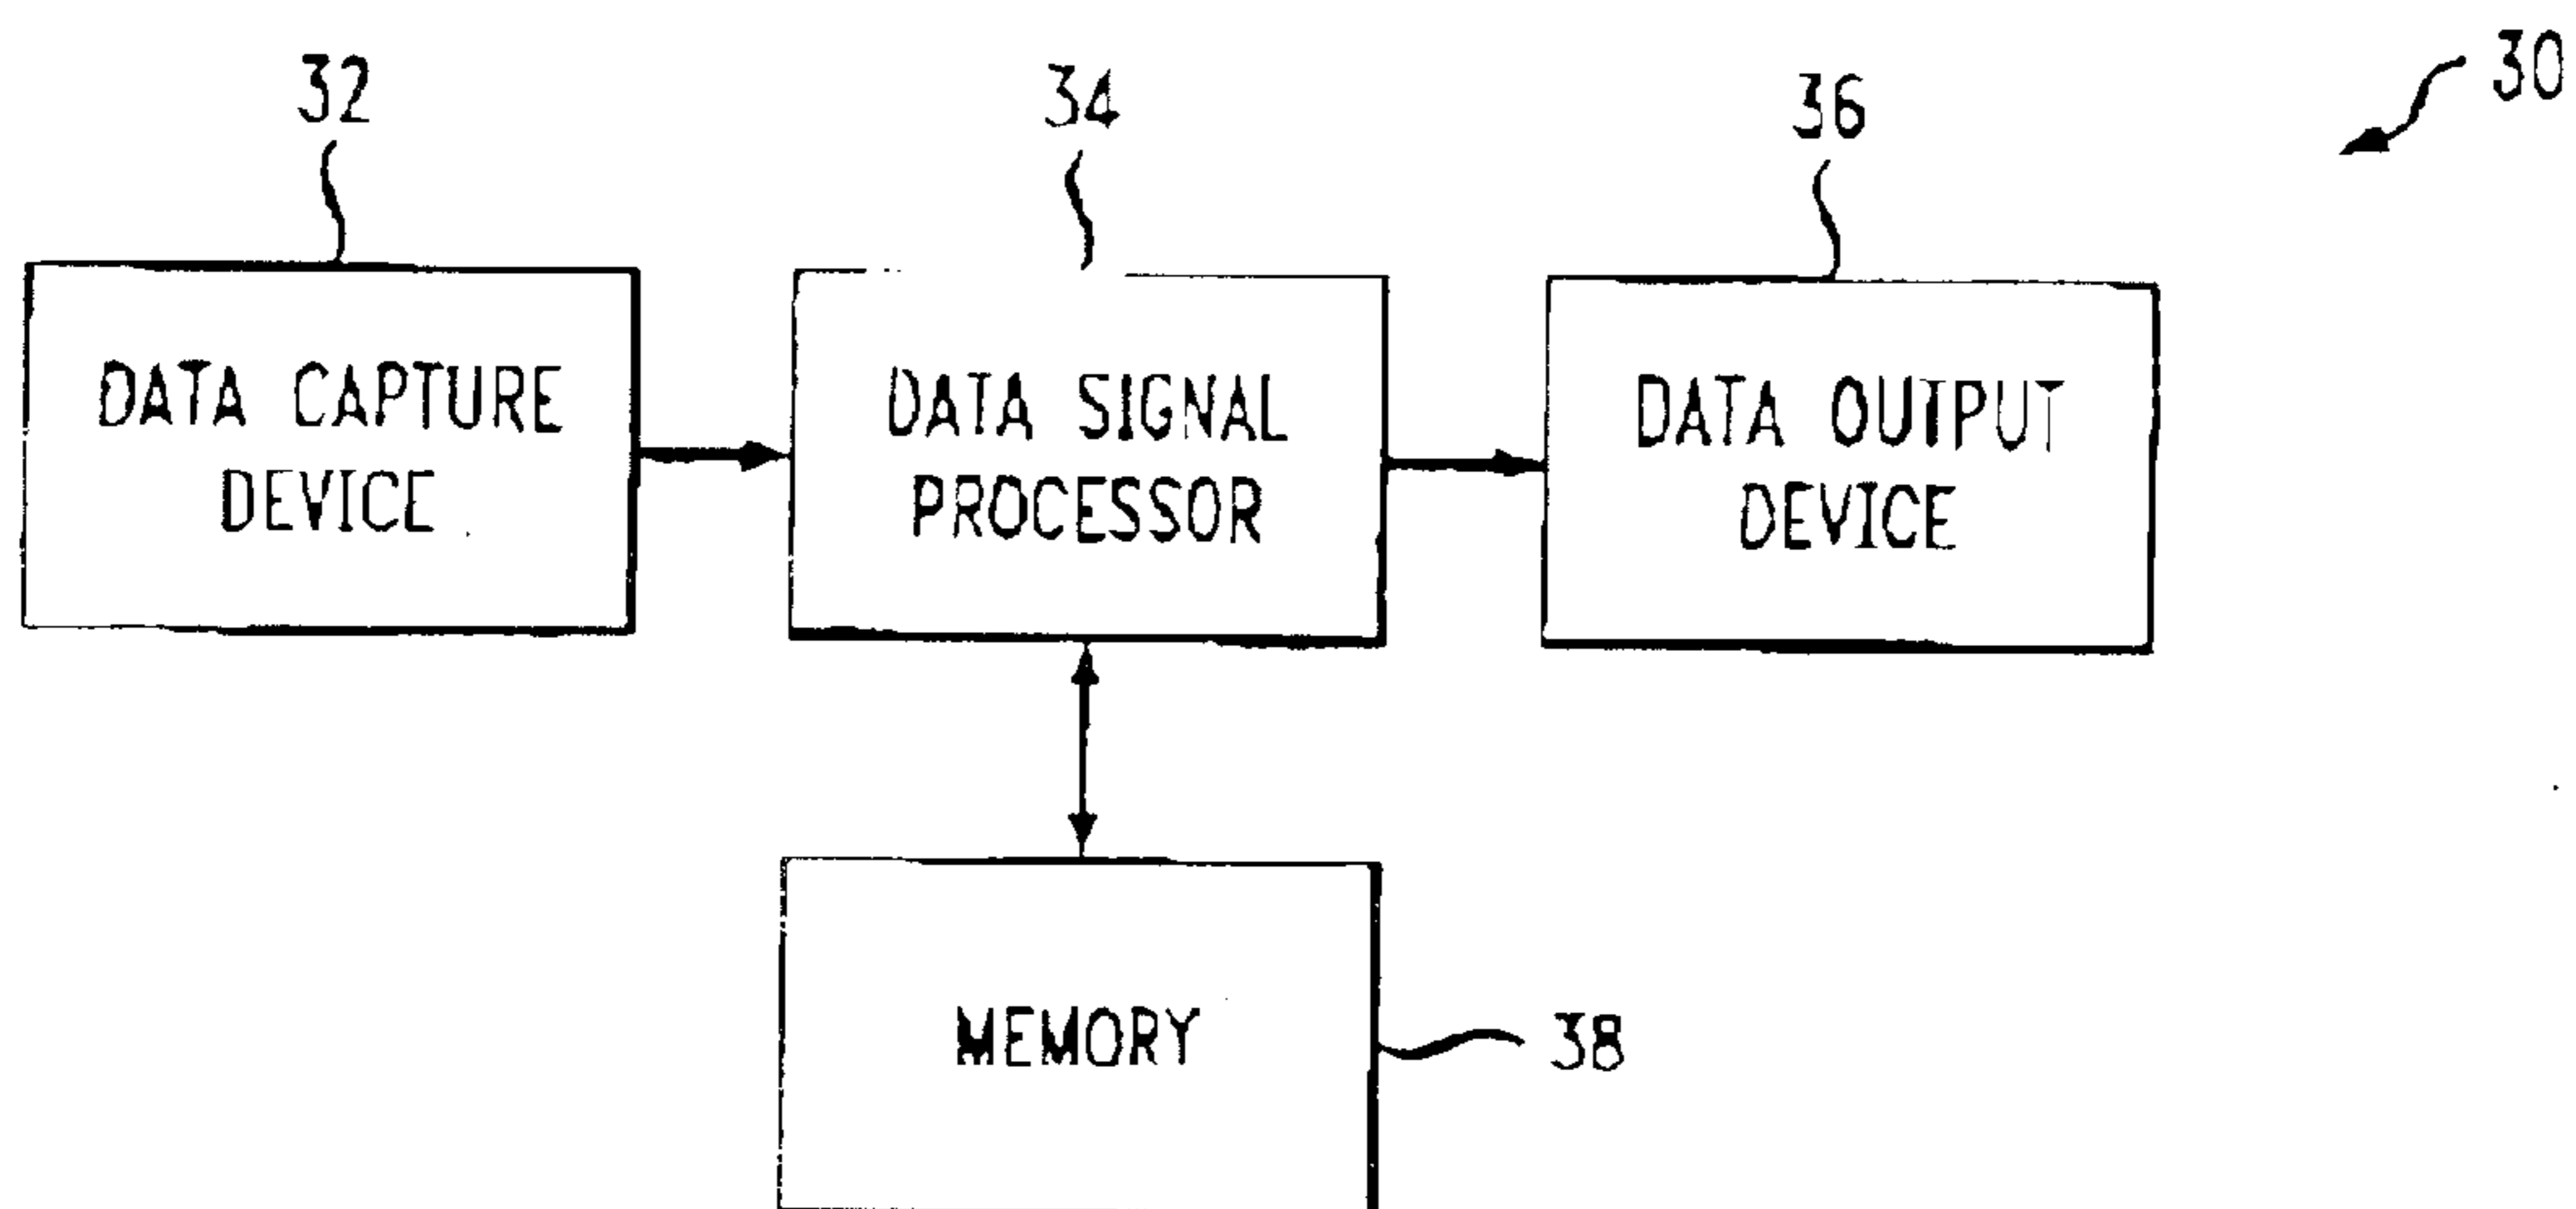 30
32
34
36
DATA CAPTURE
DEVICE
DATA SIGNAL
PROCESSOR
DATA OUTPUT
DEVICE
MEMORY
38